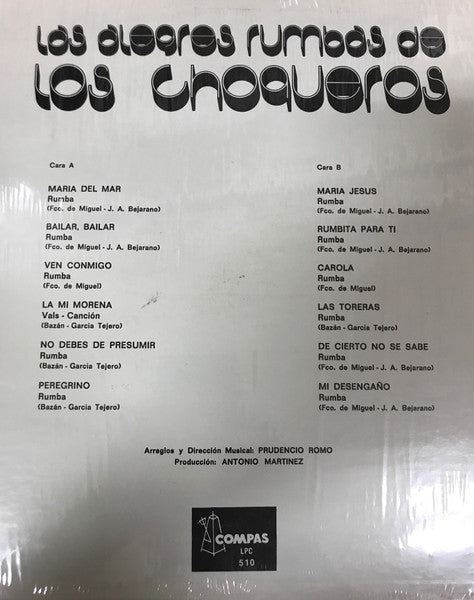 Las alegres rumbas de
LOS CHOQUEROS
Cara A
MARIA DEL MAR
Rumba
(Fco. de Miguel - J. A. Bejarano)
BAILAR, BAILAR
Rumba
(Fco. de Miguel - J. A. Bejarano)
VEN CONMIGO
Rumba
(Fco. de Miguel)
LA MI MORENA
Vals - Canción
(Bazán - García Tejero)
NO DEBES DE PRESUMIR
Rumba
(Bazán - García Tejero)
PEREGRINO
Rumba
(Bazán - García Tejero)
Cara B
MARIA JESUS
Rumba
(Fco. de Miguel - J. A. Bejarano)
RUMBITA PARA TI
Rumba
(Fco. de Miguel - J. A. Bejarano)
CAROLA
Rumba
(Fco. de Miguel)
LAS TORERAS
Rumba
(Bazán - García Tejero)
DE CIERTO NO SE SABE
Rumba
(Fco. de Miguel - J. A. Bejarano)
MI DESENGAÑO
Rumba
(Fco. de Miguel - J. A. Bejarano)
Arreglos y Dirección Musical: PRUDENCIO ROMO
Producción: ANTONIO MARTINEZ
COMPAS
LPC
510